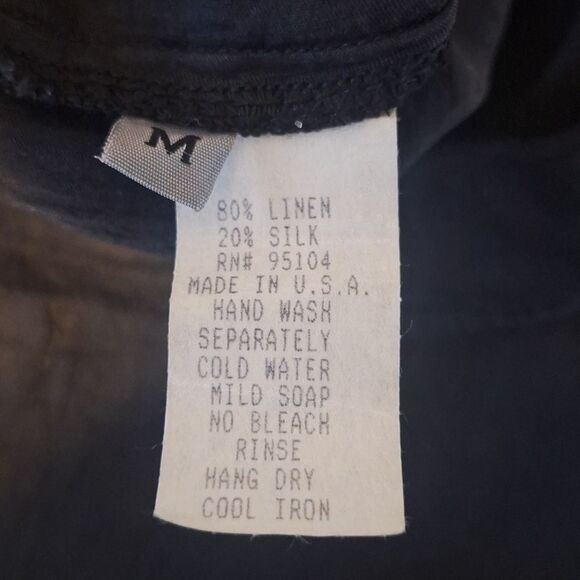 M
80% LINEN
20% SILK
RN# 95104
MADE IN U.S.A.
HAND WASH
SEPARATELY
COLD WATER
MILD SOAP
NO BLEACH
RINSE
HANG DRY
COOL IRON